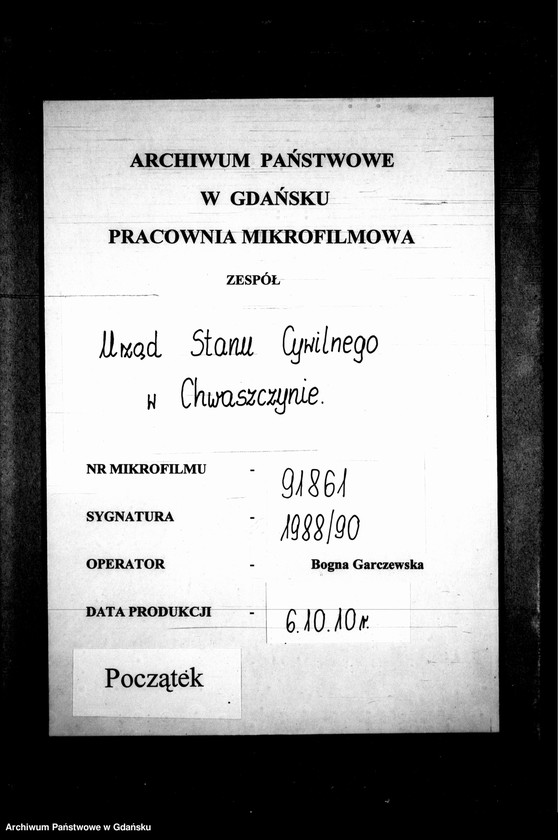 ARCHIWUM PAŃSTWOWE
W GDAŃSKU
PRACOWNIA MIKROFILMOWA
ZESPÓŁ
Urząd Stanu Cywilnego
w Chwaszczynie.
NR MIKROFILMU - 91861
SYGNATURA - 1988/90
OPERATOR - Bogna Garczewska
DATA PRODUKCJI - 6.10.10r.
Początek
Archiwum Państwowe w Gdańsku